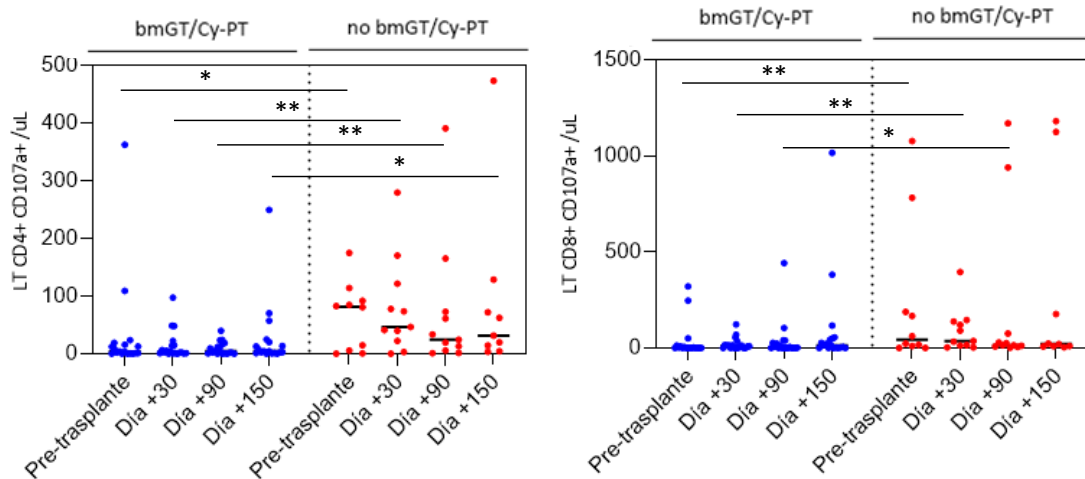 bmGT/Cy-PT
no bmGT/Cy-PT
LT CD4+ CD107a+ /uL
500
400
300
200
100
0
*
**
**
*
Pre-trasplante
Día +30
Día +90
Día +150
Pre-trasplante
Día +30
Día +90
Día +150
bmGT/Cy-PT
no bmGT/Cy-PT
LT CD8+ CD107a+ /uL
1500
1000
500
0
**
**
*
Pre-trasplante
Día +30
Día +90
Día +150
Pre-trasplante
Día +30
Día +90
Día +150